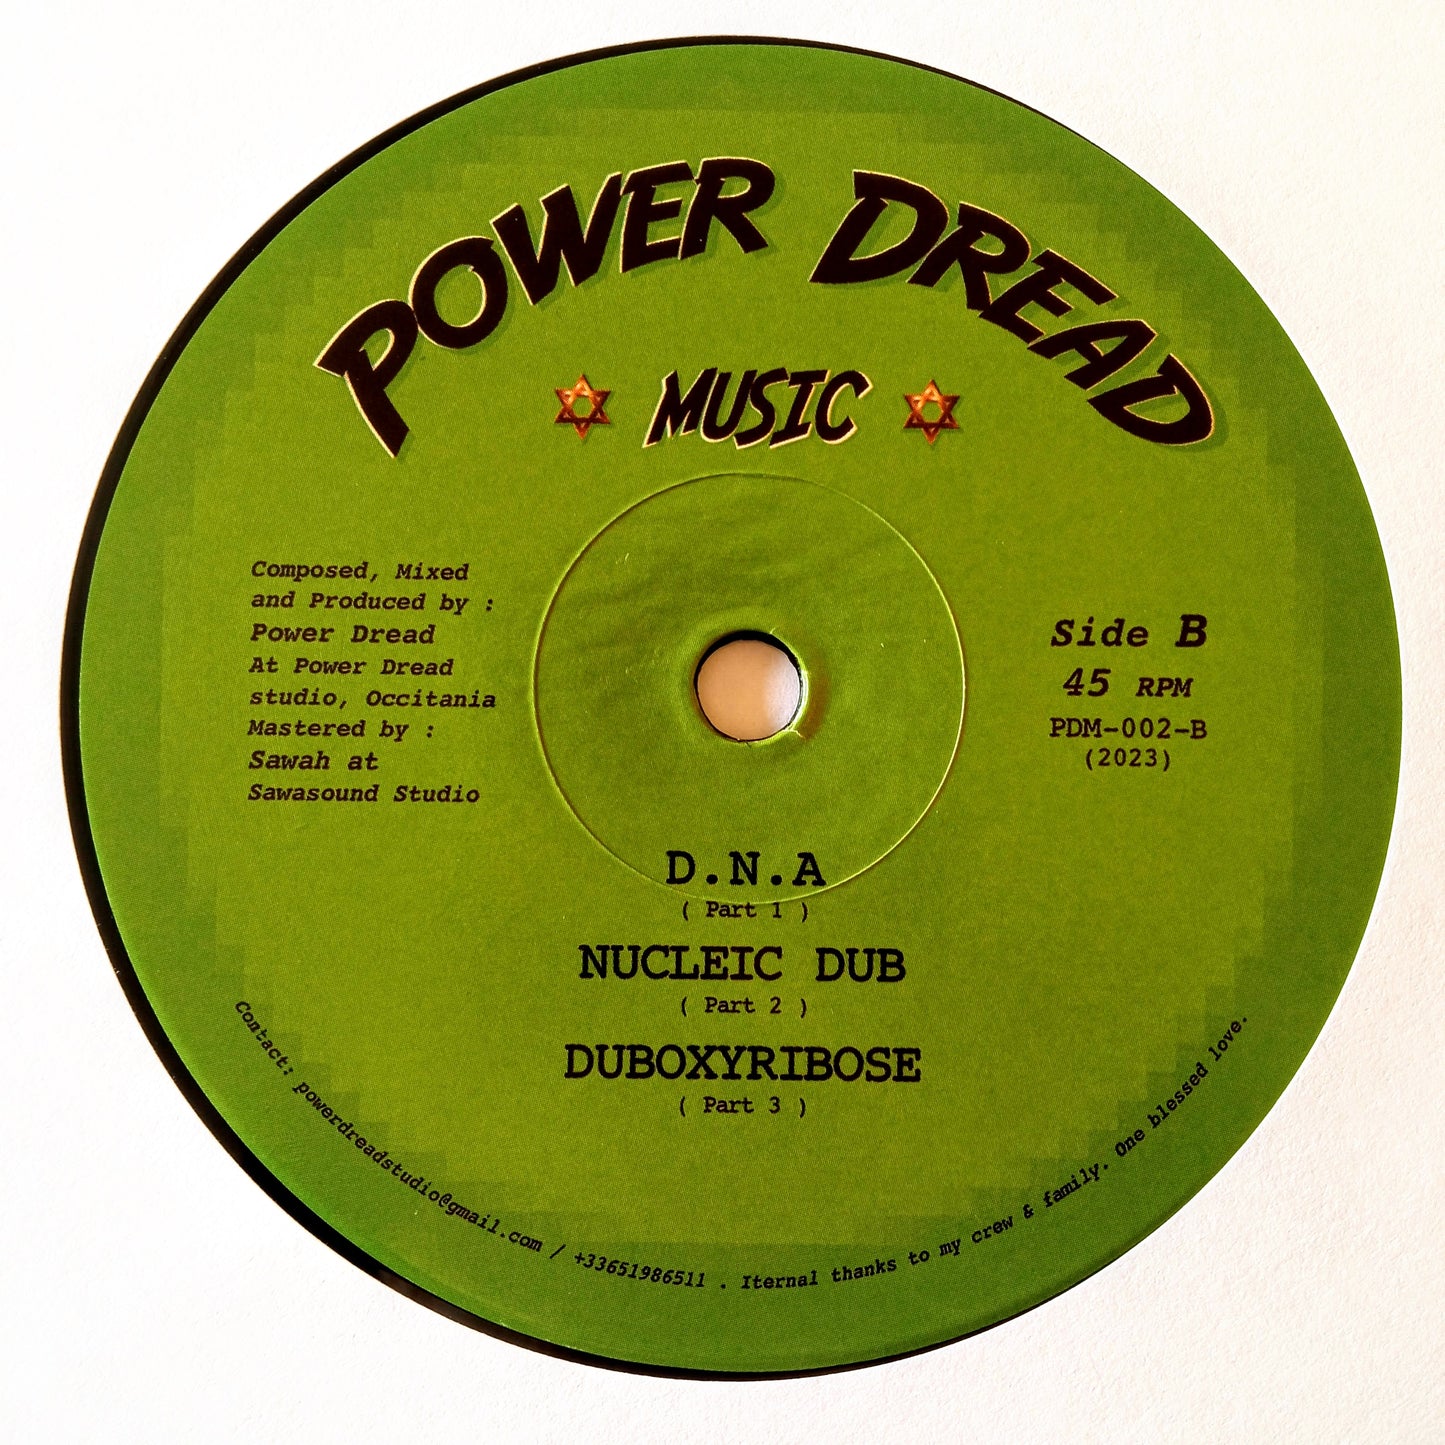 POWER DREAD
MUSIC
Composed, Mixed
and Produced by :
Power Dread
At Power Dread
studio, Occitania
Mastered by :
Sawah at
Sawasound Studio
Side B
45 RPM
PDM-002-B
(2023)
D.N.A
( Part 1 )
NUCLEIC DUB
( Part 2 )
DUBOXYRIBOSE
( Part 3 )
Contact: powerdreadstudio@gmail.com / +33651986511 . Iternal thanks to my crew & family. One blessed love.